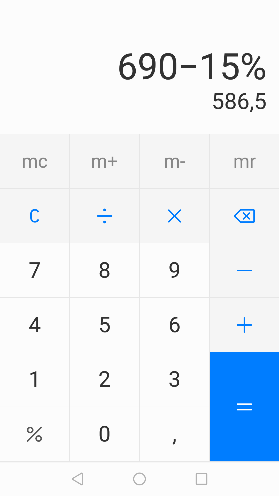 690−15%
586,5
mc m+ m- mr
C ÷ ×
7 8 9 −
4 5 6 +
1 2 3 =
% 0 ,